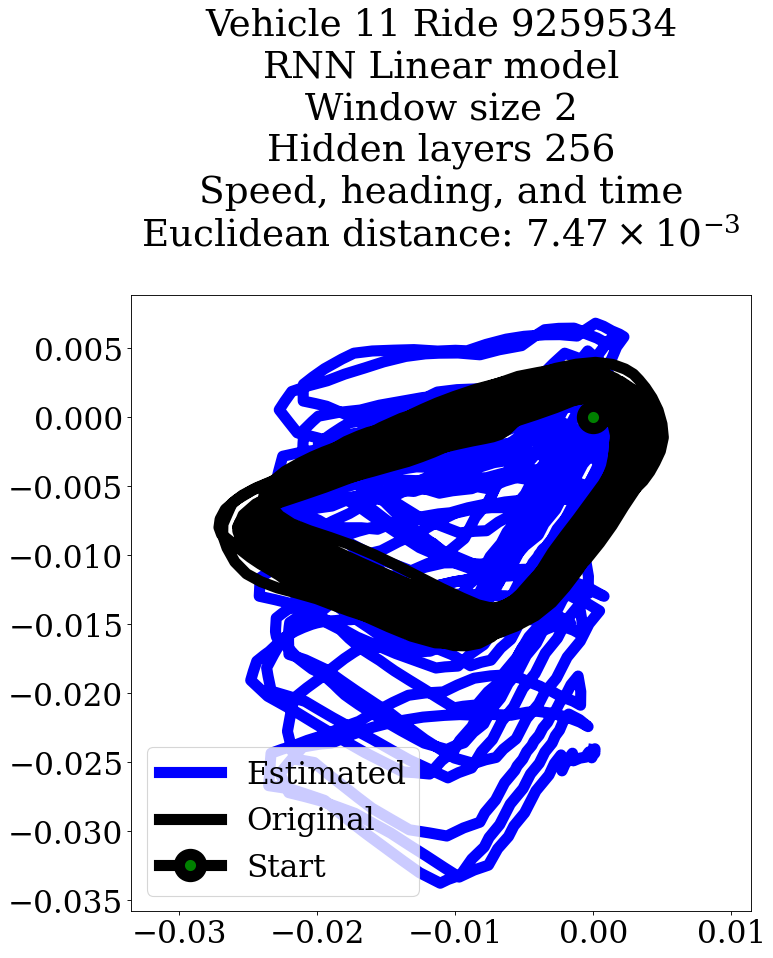 Vehicle 11 Ride 9259534
RNN Linear model
Window size 2
Hidden layers 256
Speed, heading, and time
Euclidean distance: 7.47 × 10⁻³
0.005
0.000
−0.005
−0.010
−0.015
−0.020
−0.025
−0.030
−0.035
Estimated
Original
Start
−0.03 −0.02 −0.01 0.00 0.01